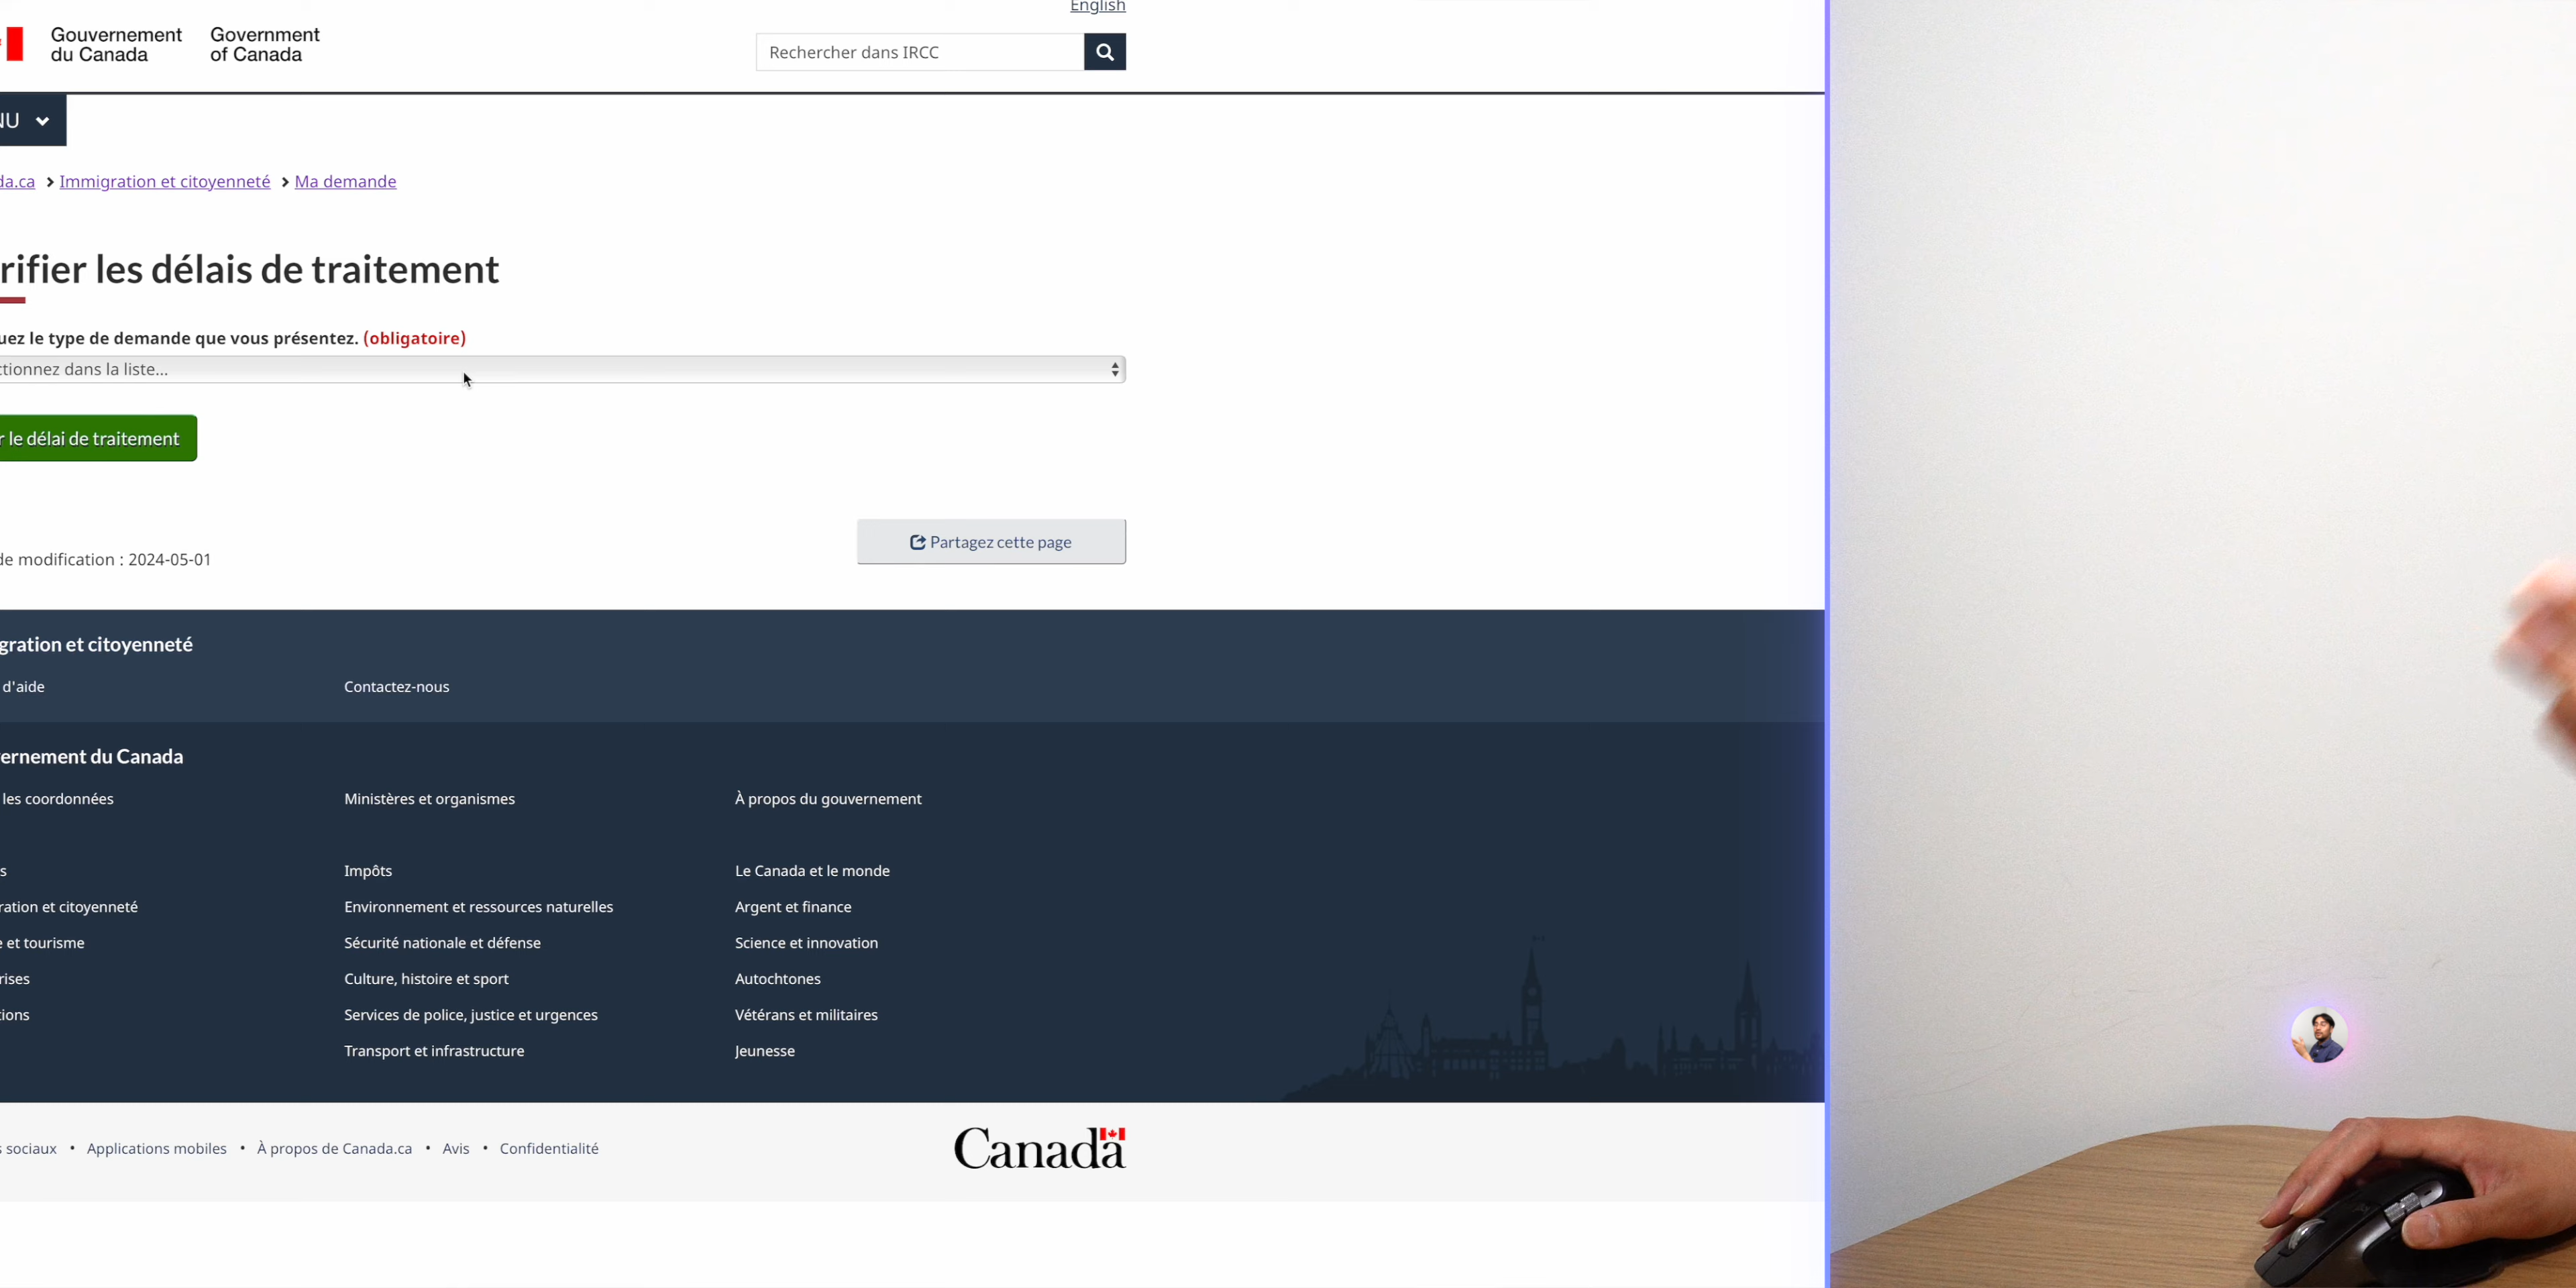 English
Gouvernement
du Canada
Government
of Canada
Rechercher dans IRCC
NU
da.ca > Immigration et citoyenneté > Ma demande
rifier les délais de traitement
uez le type de demande que vous présentez. (obligatoire)
ctionnez dans la liste...
r le délai de traitement
Partagez cette page
de modification : 2024-05-01
gration et citoyenneté
d'aide
Contactez-nous
vernement du Canada
les coordonnées
Ministères et organismes
À propos du gouvernement
s
Impôts
Le Canada et le monde
ration et citoyenneté
Environnement et ressources naturelles
Argent et finance
e et tourisme
Sécurité nationale et défense
Science et innovation
rises
Culture, histoire et sport
Autochtones
tions
Services de police, justice et urgences
Vétérans et militaires
Transport et infrastructure
Jeunesse
s sociaux • Applications mobiles • À propos de Canada.ca • Avis • Confidentialité
Canada